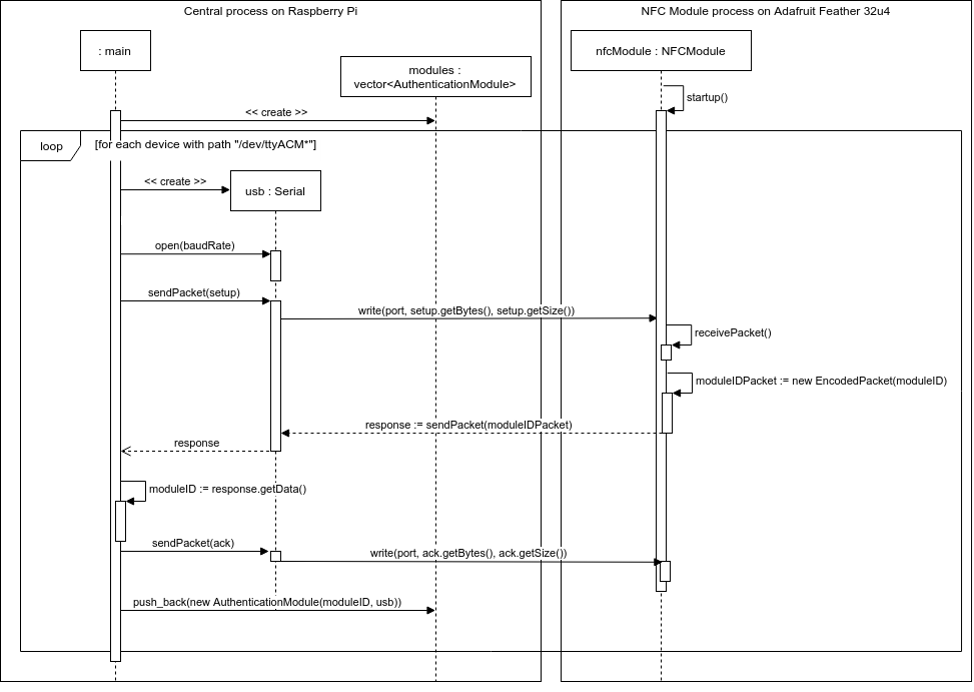 Central process on Raspberry Pi
NFC Module process on Adafruit Feather 32u4
: main
modules :
vector<AuthenticationModule>
nfcModule : NFCModule
startup()
<< create >>
loop
[for each device with path "/dev/ttyACM*"]
<< create >>
usb : Serial
open(baudRate)
sendPacket(setup)
write(port, setup.getBytes(), setup.getSize())
receivePacket()
moduleIDPacket := new EncodedPacket(moduleID)
response := sendPacket(moduleIDPacket)
response
moduleID := response.getData()
sendPacket(ack)
write(port, ack.getBytes(), ack.getSize())
push_back(new AuthenticationModule(moduleID, usb))